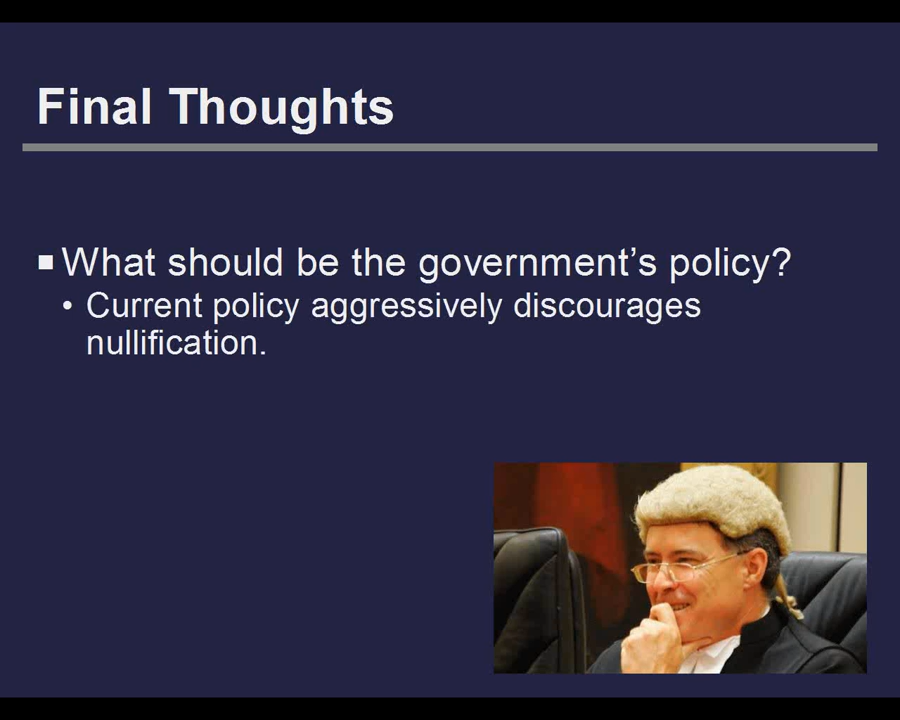 Final Thoughts
What should be the government’s policy?
Current policy aggressively discourages
nullification.